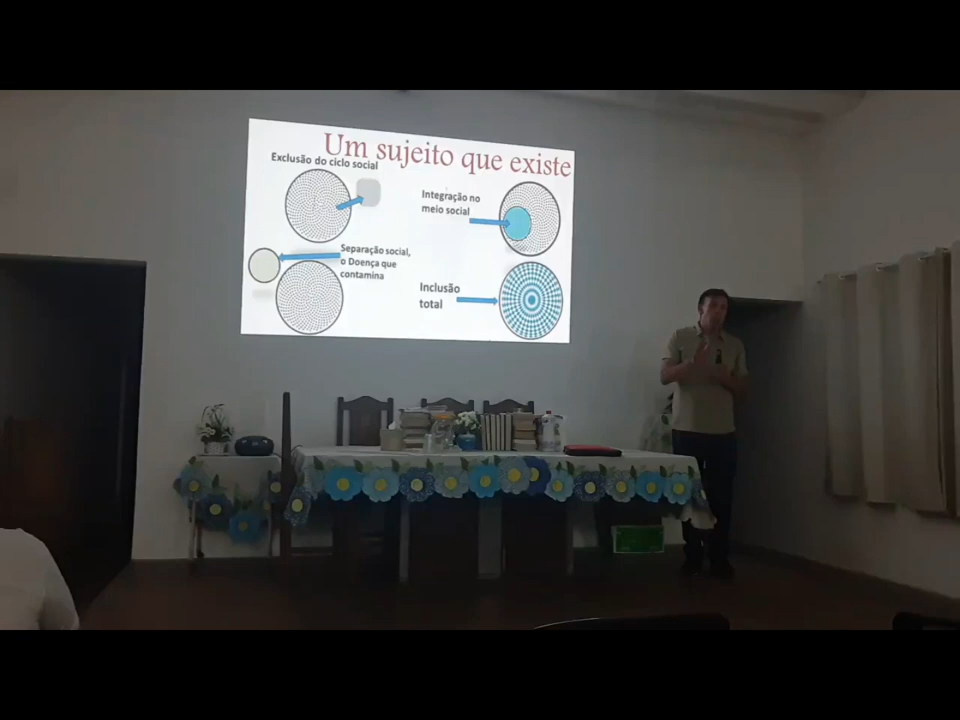 Um sujeito que existe
Exclusão do ciclo social
Integração no
meio social
Separação social,
o Doença que
contamina
Inclusão
total